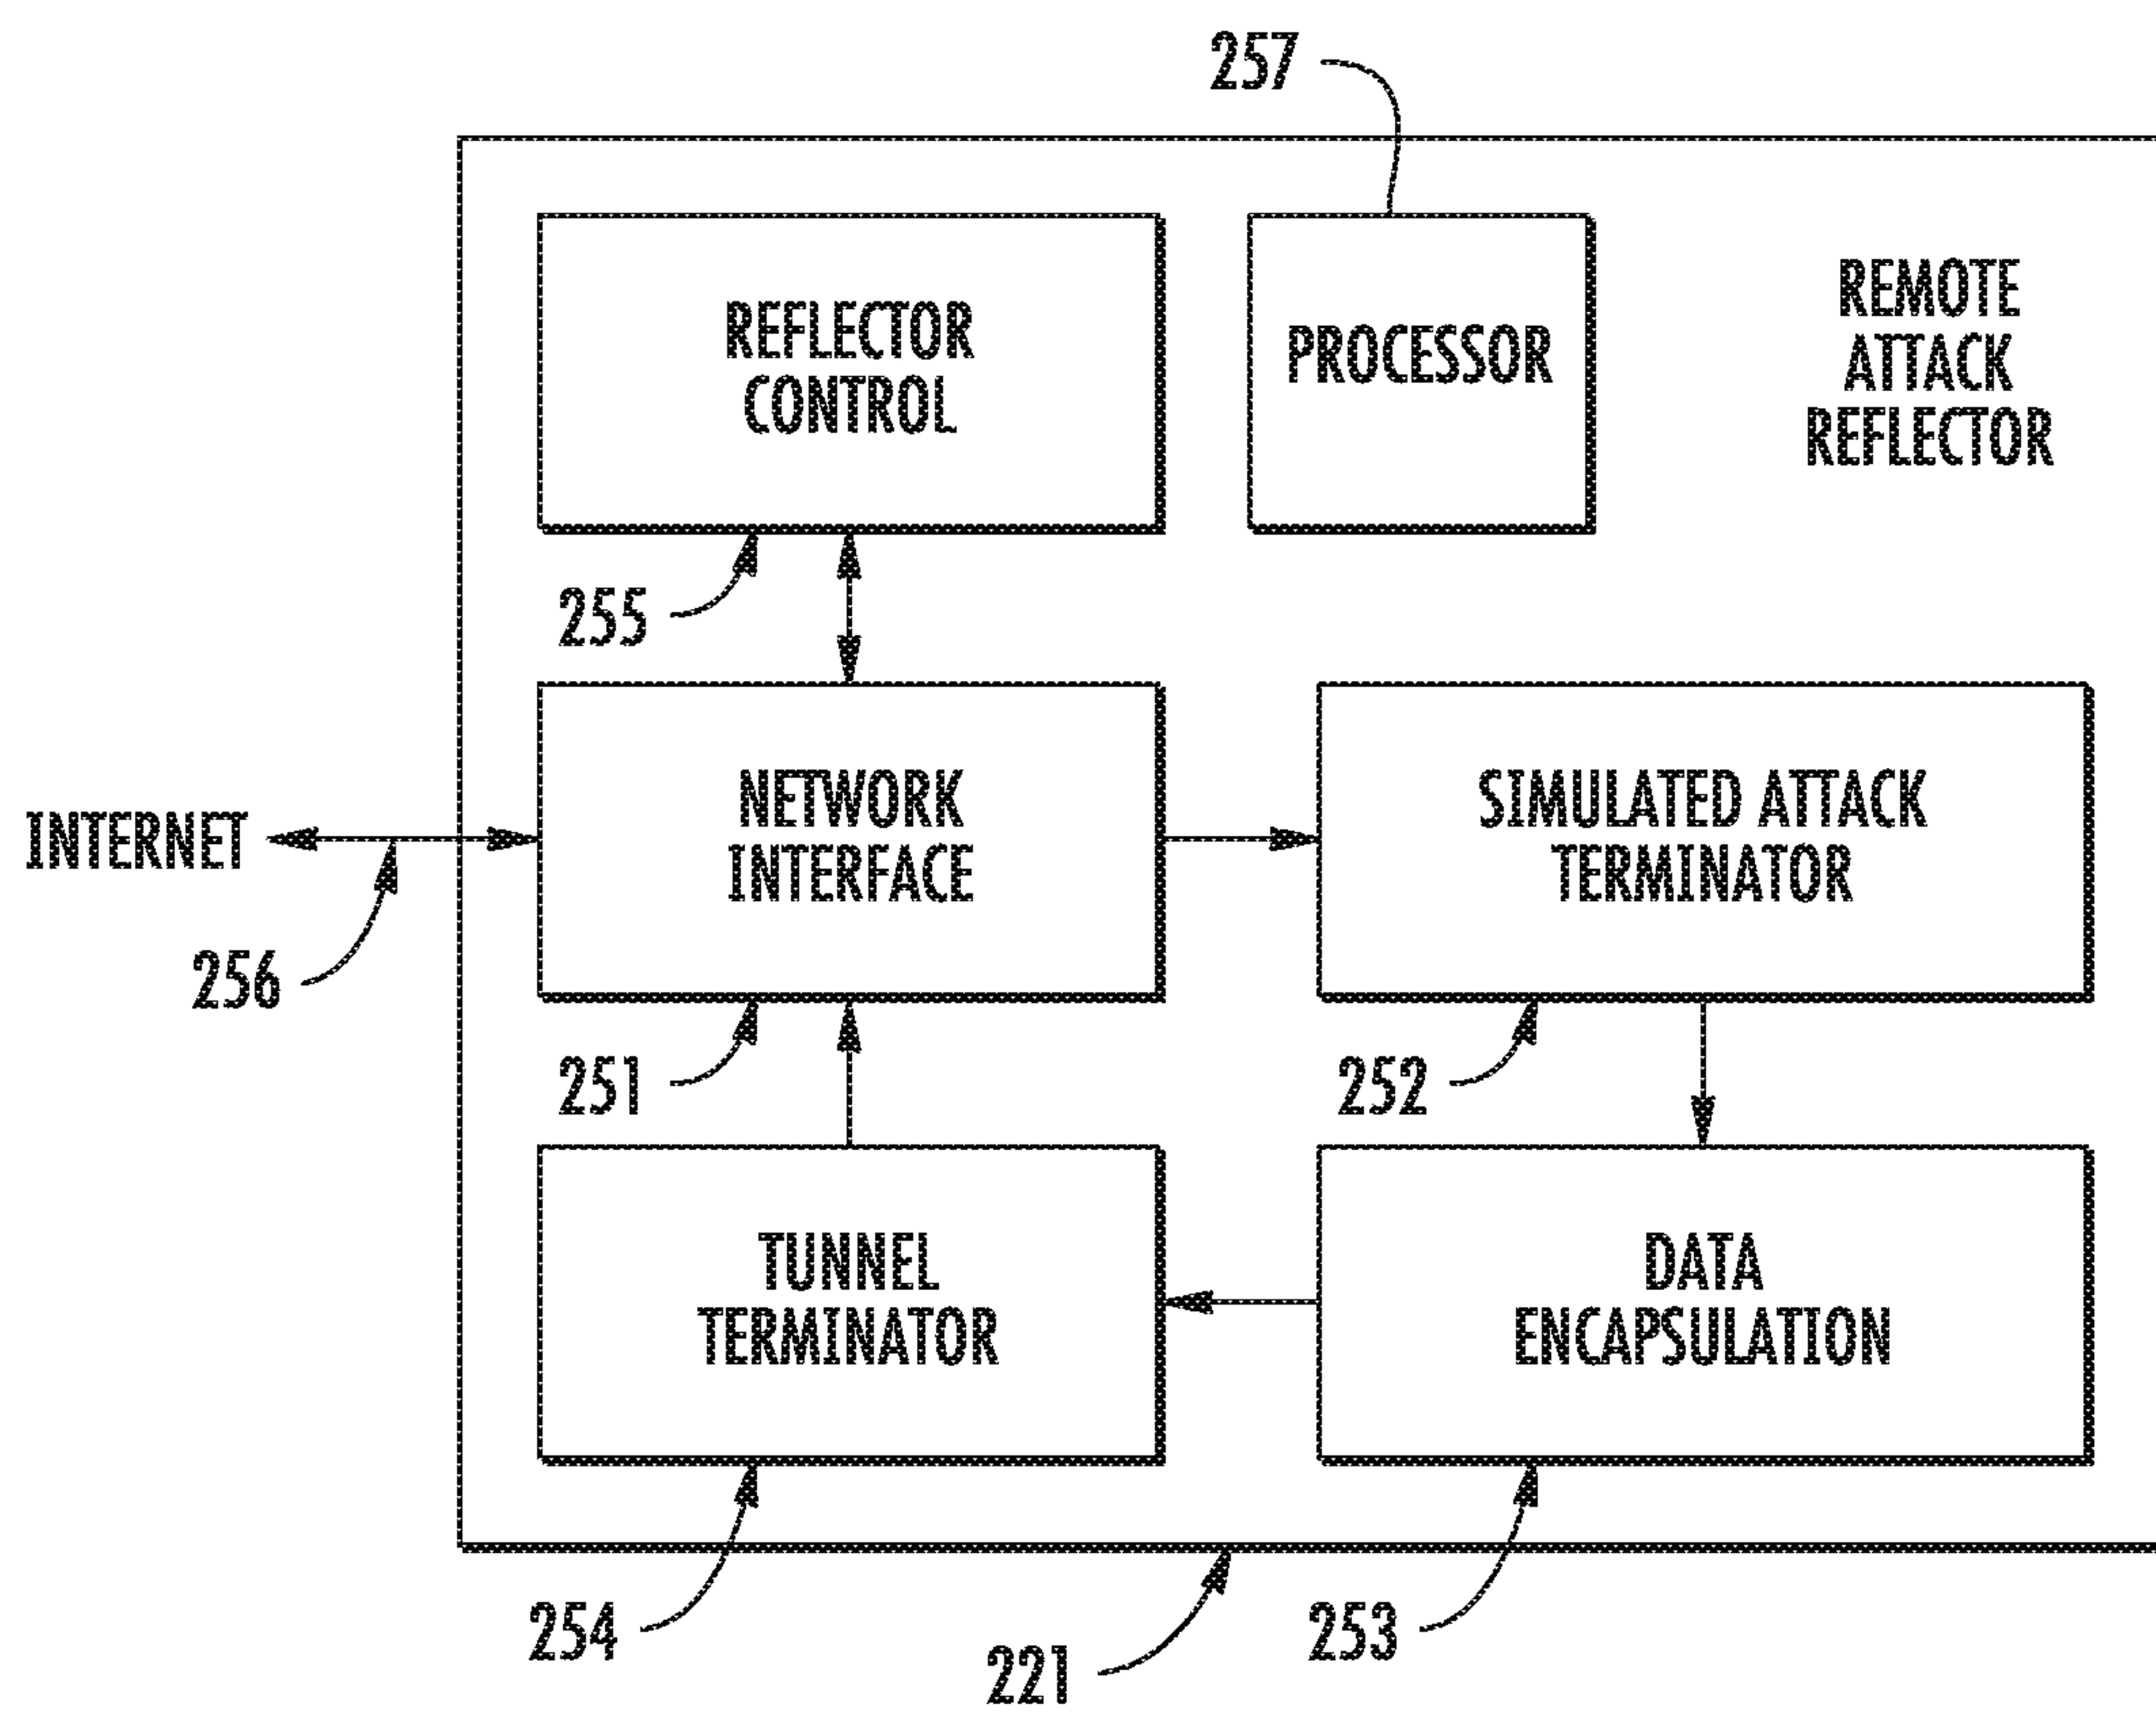 257
REFLECTOR
CONTROL
PROCESSOR
REMOTE
ATTACK
REFLECTOR
255
INTERNET
256
NETWORK
INTERFACE
SIMULATED ATTACK
TERMINATOR
251
252
TUNNEL
TERMINATOR
DATA
ENCAPSULATION
254
221
253